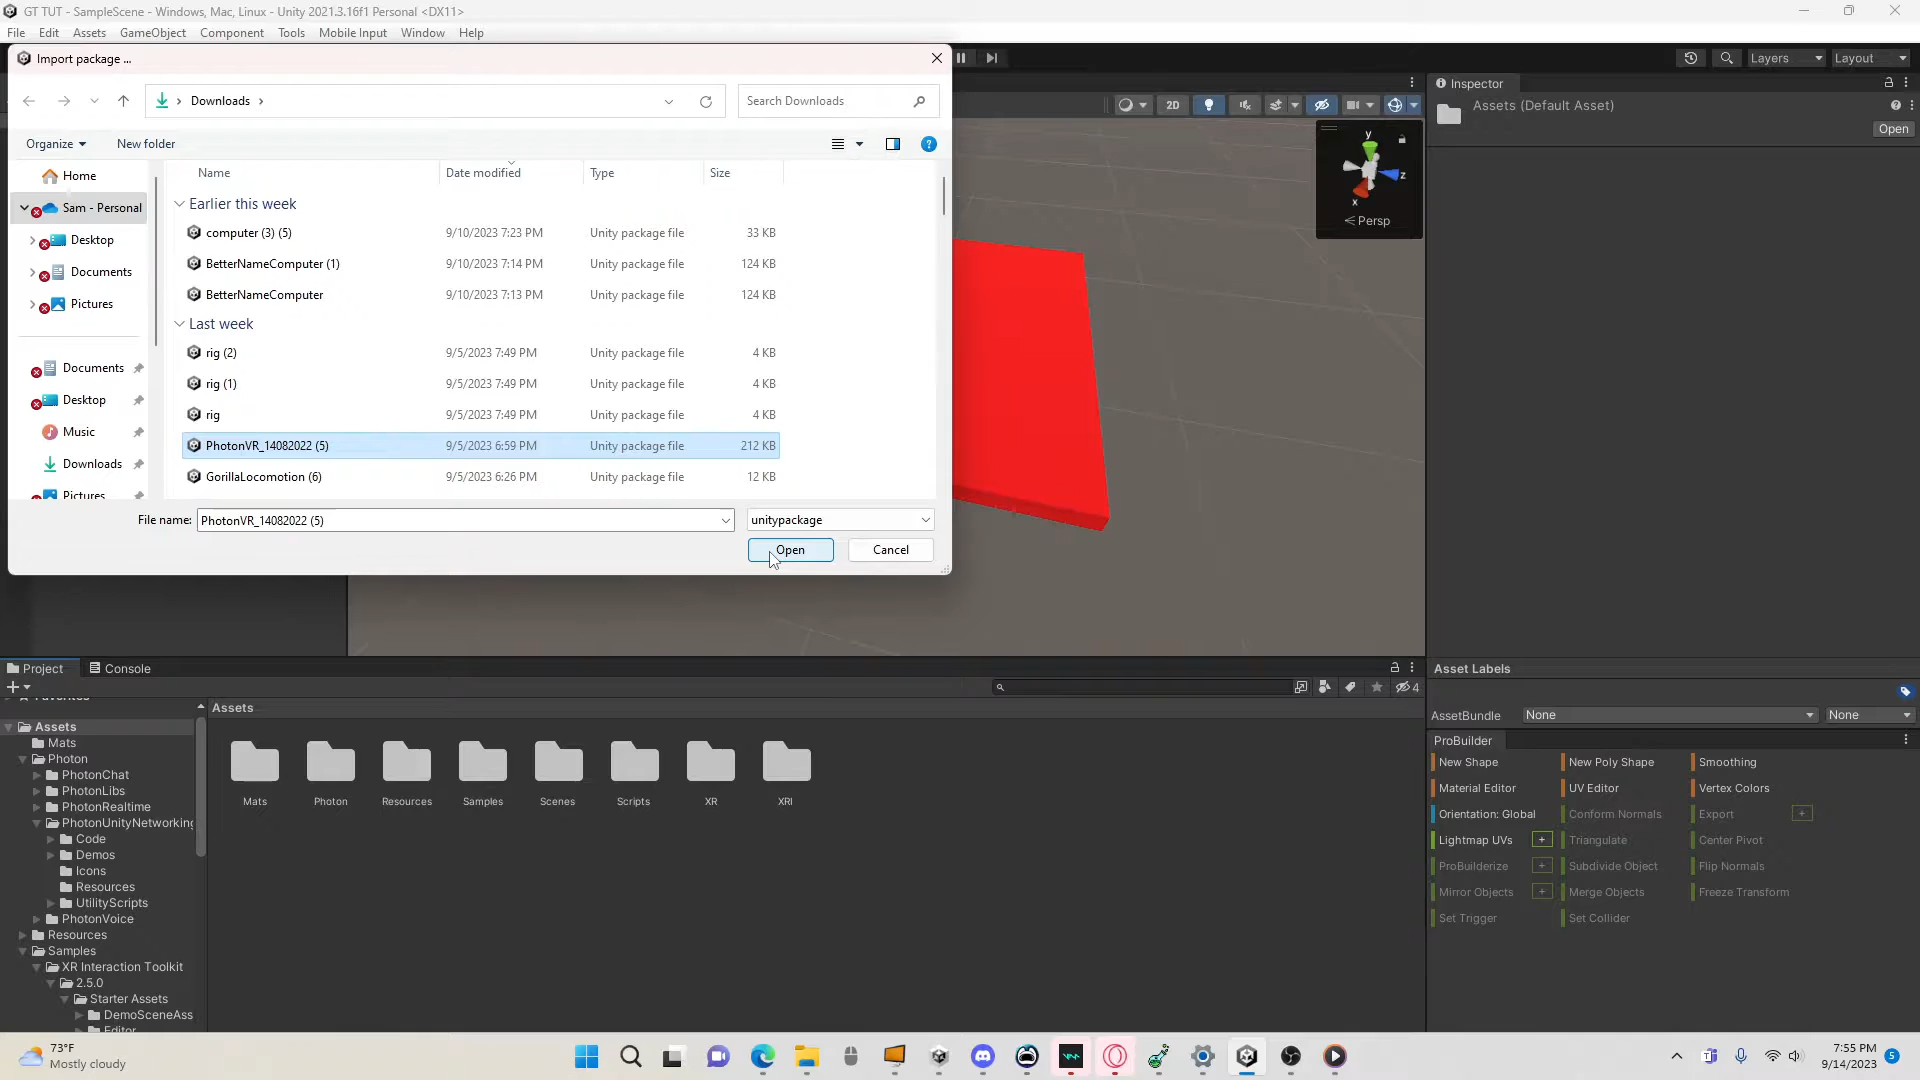 GT TUT - SampleScene - Windows, Mac, Linux - Unity 2021.3.16f1 Personal <DX11>
File Edit Assets GameObject Component Tools Mobile Input Window Help
Import package ...
Layers Layout
Downloads
Search Downloads
2D
Inspector
Assets (Default Asset)
Open
Organize New folder
Name Date modified Type Size
y
z
x
Persp
Home
Sam - Personal
Desktop
Documents
Pictures
Documents
Desktop
Music
Downloads
Pictures
Earlier this week
computer (3) (5) 9/10/2023 7:23 PM Unity package file 33 KB
BetterNameComputer (1) 9/10/2023 7:14 PM Unity package file 124 KB
BetterNameComputer 9/10/2023 7:13 PM Unity package file 124 KB
Last week
rig (2) 9/5/2023 7:49 PM Unity package file 4 KB
rig (1) 9/5/2023 7:49 PM Unity package file 4 KB
rig 9/5/2023 7:49 PM Unity package file 4 KB
PhotonVR_14082022 (5) 9/5/2023 6:59 PM Unity package file 212 KB
GorillaLocomotion (6) 9/5/2023 6:26 PM Unity package file 12 KB
File name: PhotonVR_14082022 (5) unitypackage
Open Cancel
Project Console
4
Favorites
Assets
Mats
Photon
PhotonChat
PhotonLibs
PhotonRealtime
PhotonUnityNetworking
Code
Demos
Icons
Resources
UtilityScripts
PhotonVoice
Resources
Samples
XR Interaction Toolkit
2.5.0
Starter Assets
DemoSceneAss
Editor
Assets
Mats Photon Resources Samples Scenes Scripts XR XRI
Asset Labels
AssetBundle None None
ProBuilder
New Shape New Poly Shape Smoothing
Material Editor UV Editor Vertex Colors
Orientation: Global Conform Normals Export +
Lightmap UVs + Triangulate Center Pivot
ProBuilderize + Subdivide Object Flip Normals
Mirror Objects + Merge Objects Freeze Transform
Set Trigger Set Collider
73°F
Mostly cloudy
7:55 PM
9/14/2023
5